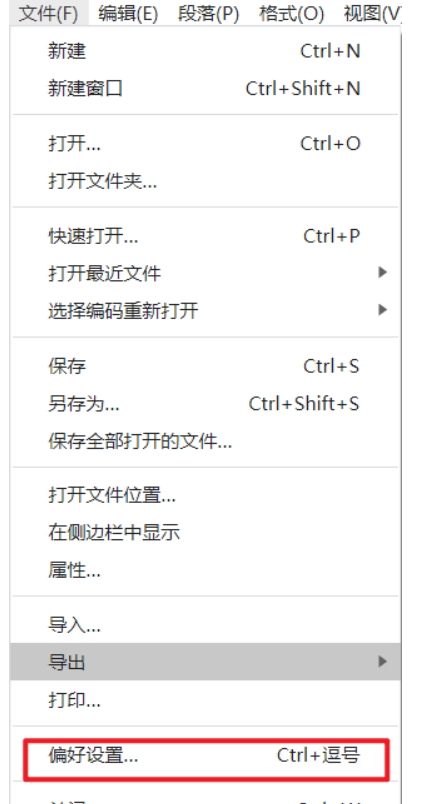 文件(F) 编辑(E) 段落(P) 格式(O) 视图(V)
新建 Ctrl+N
新建窗口 Ctrl+Shift+N
打开... Ctrl+O
打开文件夹...
快速打开... Ctrl+P
打开最近文件
选择编码重新打开
保存 Ctrl+S
另存为... Ctrl+Shift+S
保存全部打开的文件...
打开文件位置...
在侧边栏中显示
属性...
导入...
导出
打印...
偏好设置... Ctrl+逗号